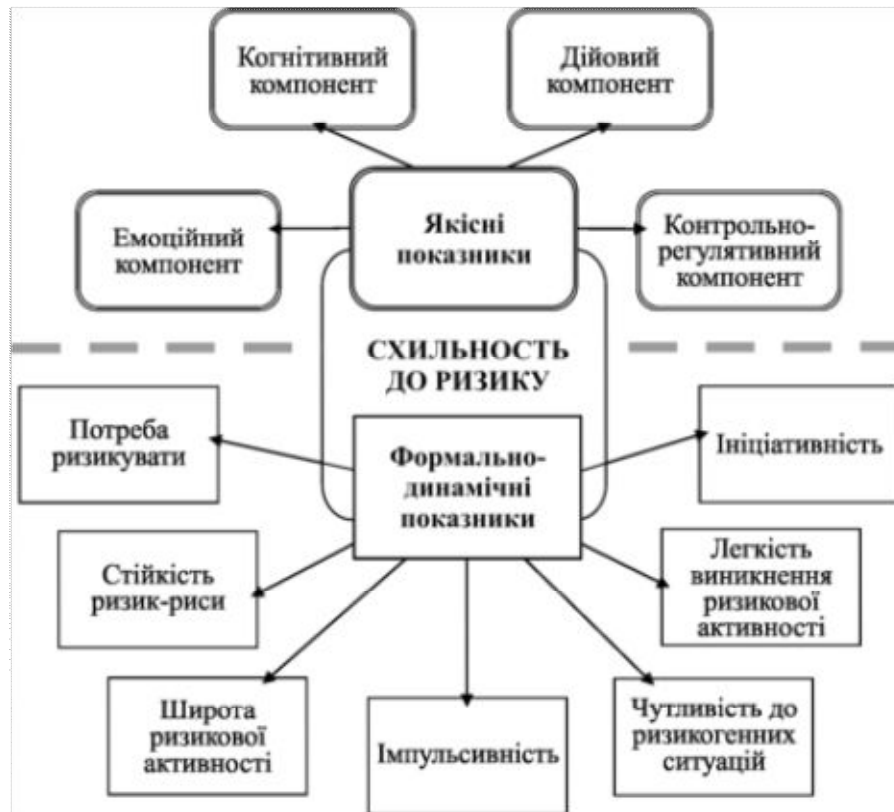 Когнітивний
компонент
Дійовий
компонент
Емоційний
компонент
Якісні
показники
Контрольно-
регулятивний
компонент
СХИЛЬНОСТЬ
ДО РИЗИКУ
Потреба
ризикувати
Формально-
динамічні
показники
Ініціативність
Стійкість
ризик-риси
Легкість
виникнення
ризикової
активності
Широта
ризикової
активності
Імпульсивність
Чутливість до
ризикогенних
ситуацій